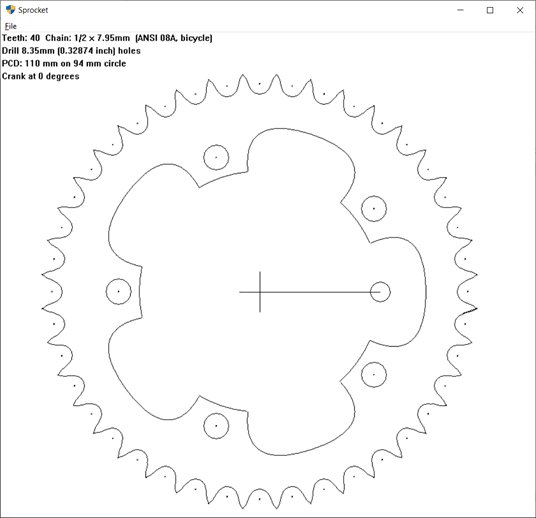 Sprocket
File
Teeth: 40 Chain: 1/2 x 7.95mm (ANSI 08A, bicycle)
Drill 8.35mm (0.32874 inch) holes
PCD: 110 mm on 94 mm circle
Crank at 0 degrees